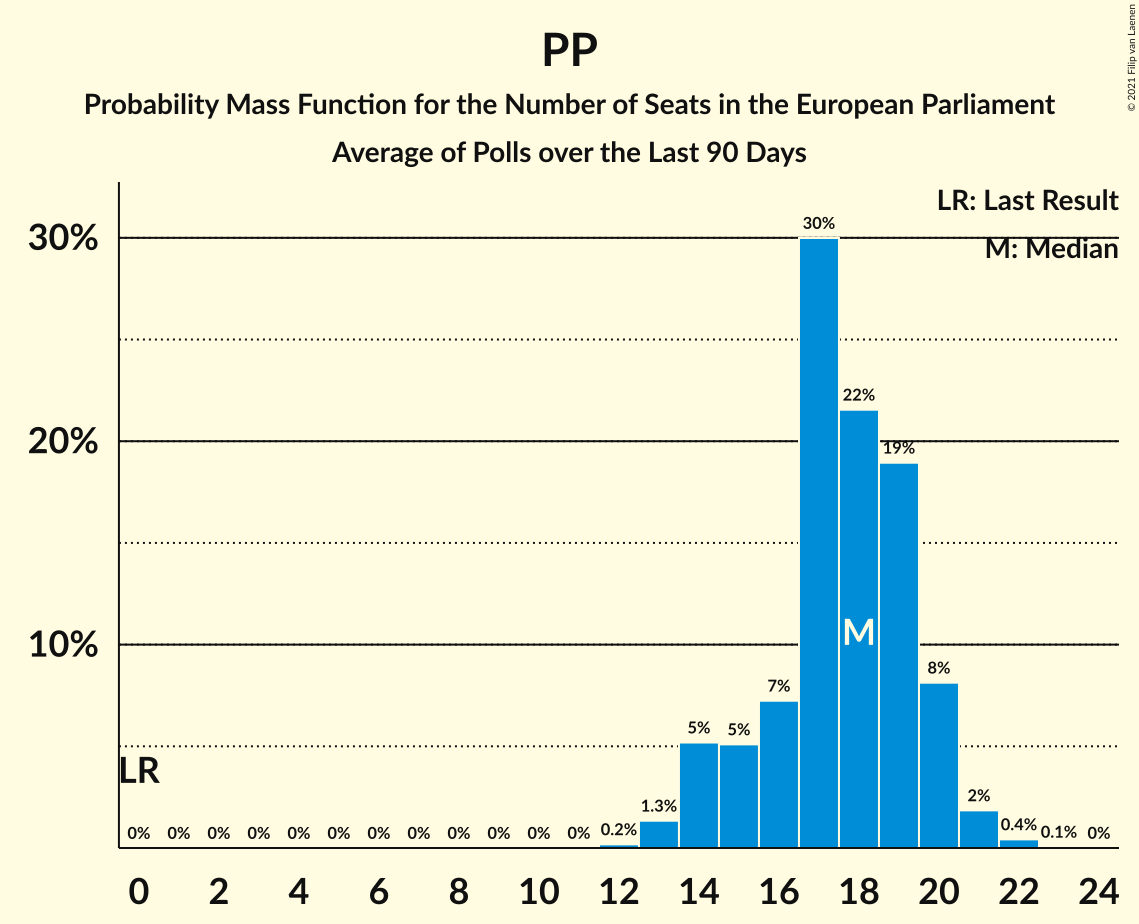 PP
Probability Mass Function for the Number of Seats in the European Parliament
Average of Polls over the Last 90 Days
© 2021 Filip van Laenen
LR: Last Result
M: Median
30%
20%
10%
30%
22%
19%
M
7%
8%
5%
5%
LR
1.3%
2%
0% 0% 0% 0% 0% 0% 0% 0% 0% 0% 0% 0% 0.2% 0.4% 0.1% 0%
0 2 4 6 8 10 12 14 16 18 20 22 24